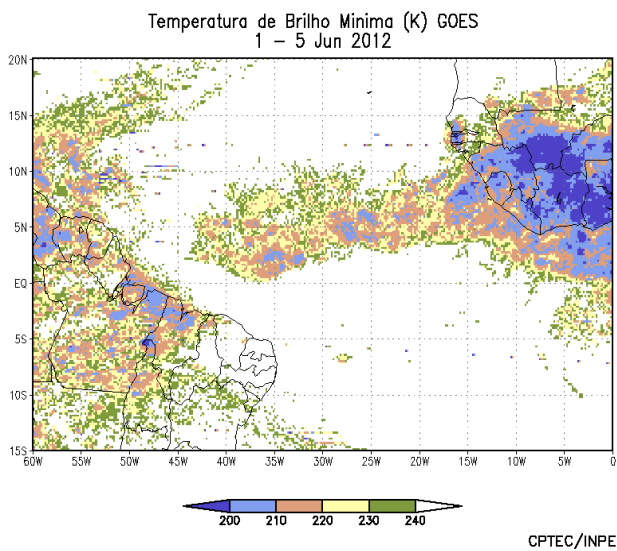 Temperatura de Brilho Minima (K) GOES
1 – 5 Jun 2012
20N
15N
10N
5N
EQ
5S
10S
15S
60W 55W 50W 45W 40W 35W 30W 25W 20W 15W 10W 5W 0
200 210 220 230 240
CPTEC/INPE